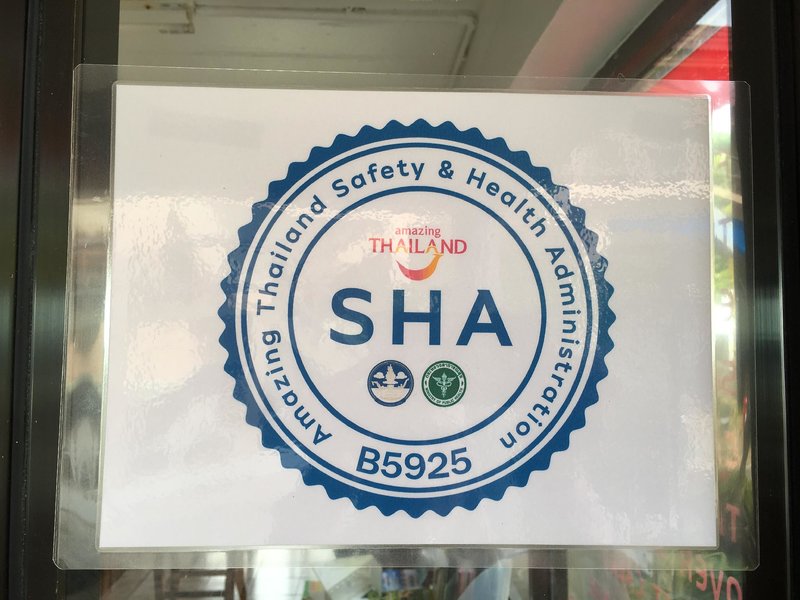 Amazing Thailand Safety & Health Administration
amazing
THAILAND
SHA
B5925